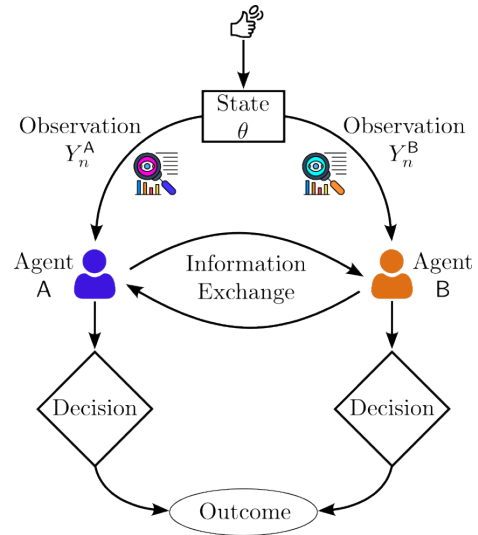 State
θ
Observation
Y_n^A
Observation
Y_n^B
Agent
A
Information
Exchange
Agent
B
Decision
Decision
Outcome